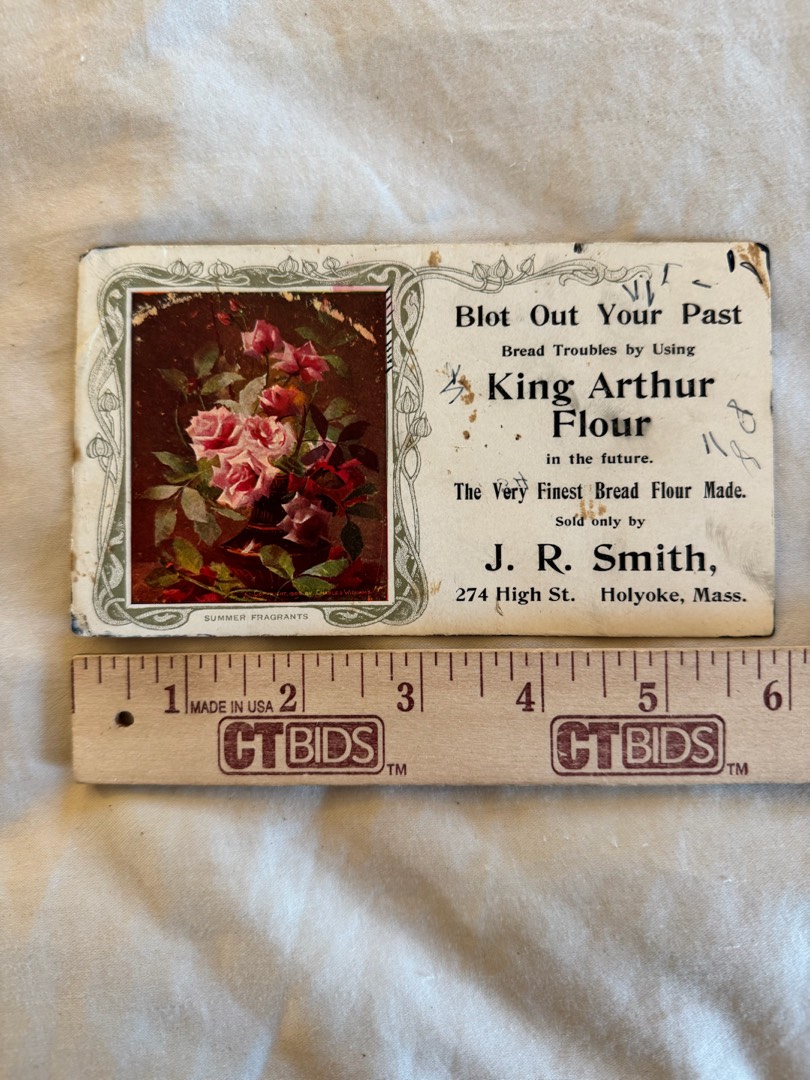 Blot Out Your Past
Bread Troubles by Using
King Arthur
Flour
in the future.
The Very Finest Bread Flour Made.
Sold only by
J. R. Smith,
274 High St. Holyoke, Mass.
SUMMER FRAGRANTS
1 MADE IN USA 2 3 4 5 6
CTBIDS TM CTBIDS TM